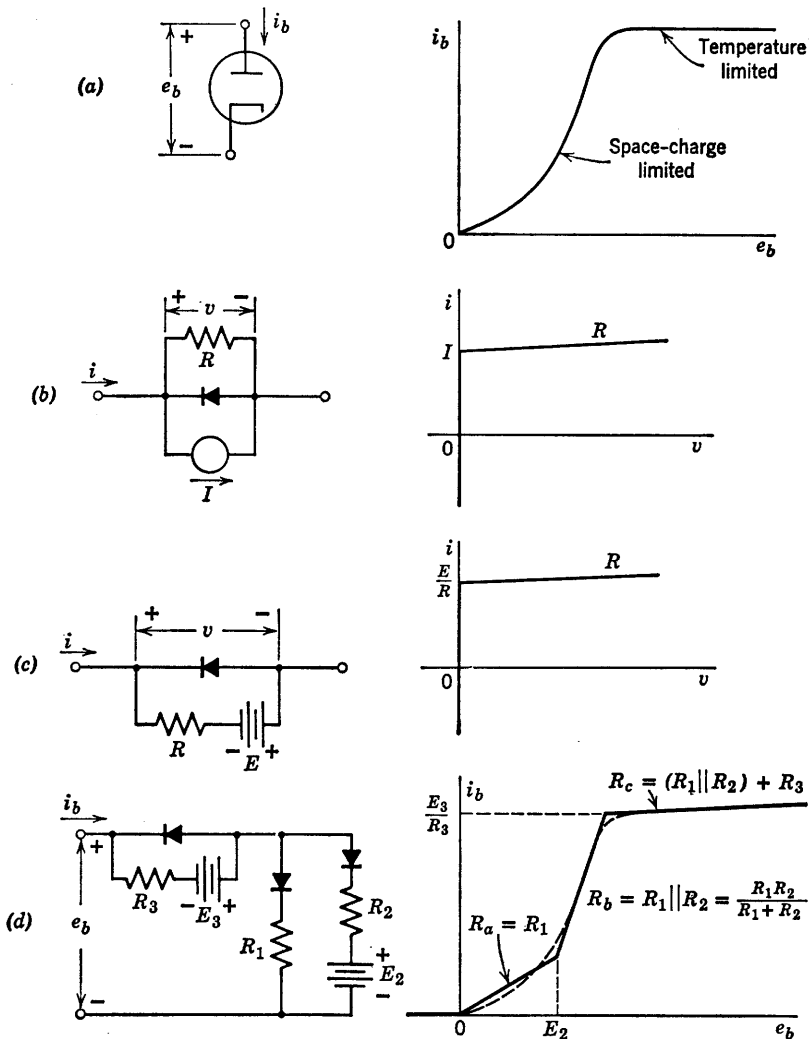 (a)
+
i_b
e_b
−
i_b
Temperature
limited
Space-charge
limited
0
e_b
(b)
+ −
v
R
i
I
i
I
R
0
v
(c)
+ −
v
i
R
− E +
i
E/R
R
0
v
(d)
i_b
+
e_b
−
R_3
− E_3 +
R_1
R_2
+
E_2
−
i_b
E_3/R_3
R_c = (R_1||R_2) + R_3
R_b = R_1||R_2 = R_1R_2/(R_1 + R_2)
R_a = R_1
0
E_2
e_b